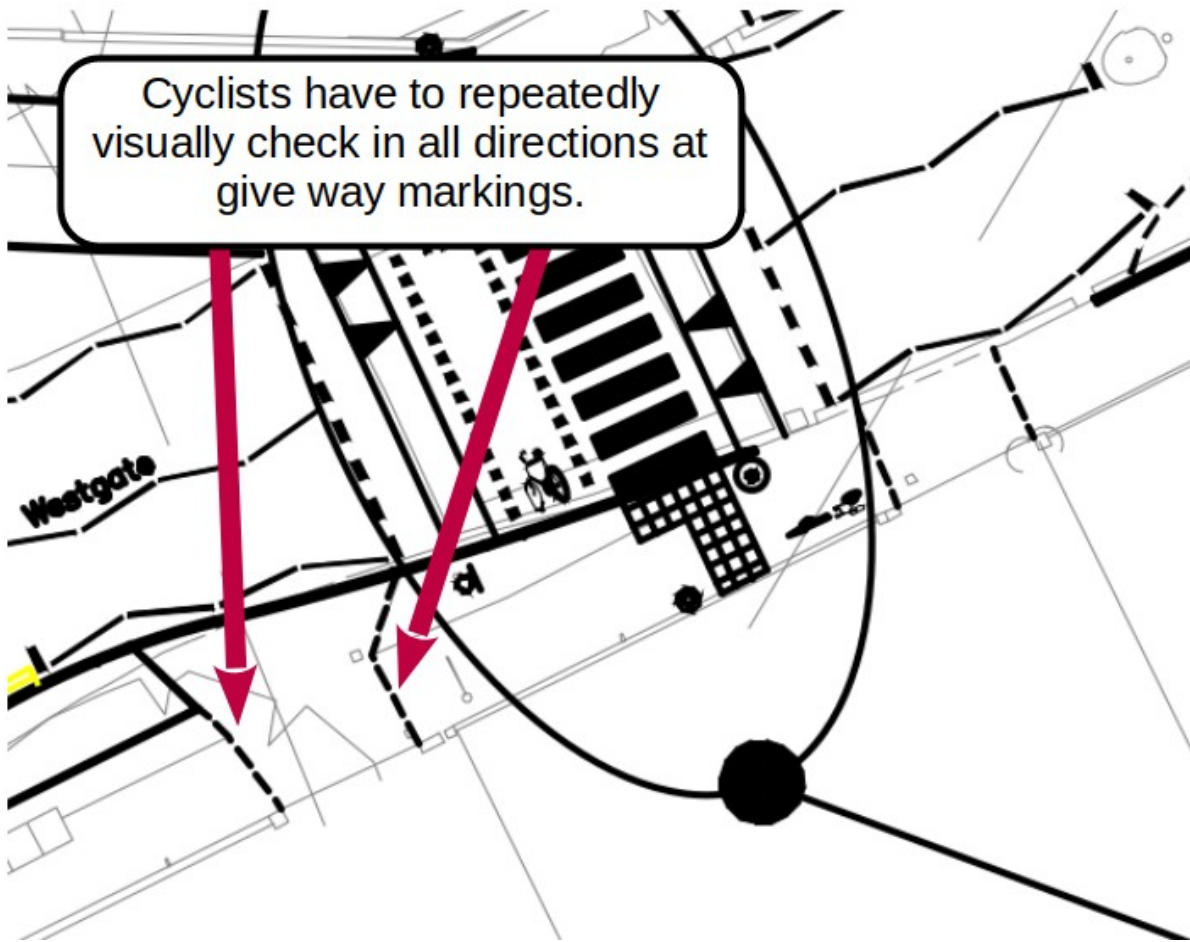 Cyclists have to repeatedly
visually check in all directions at
give way markings.
Westgate